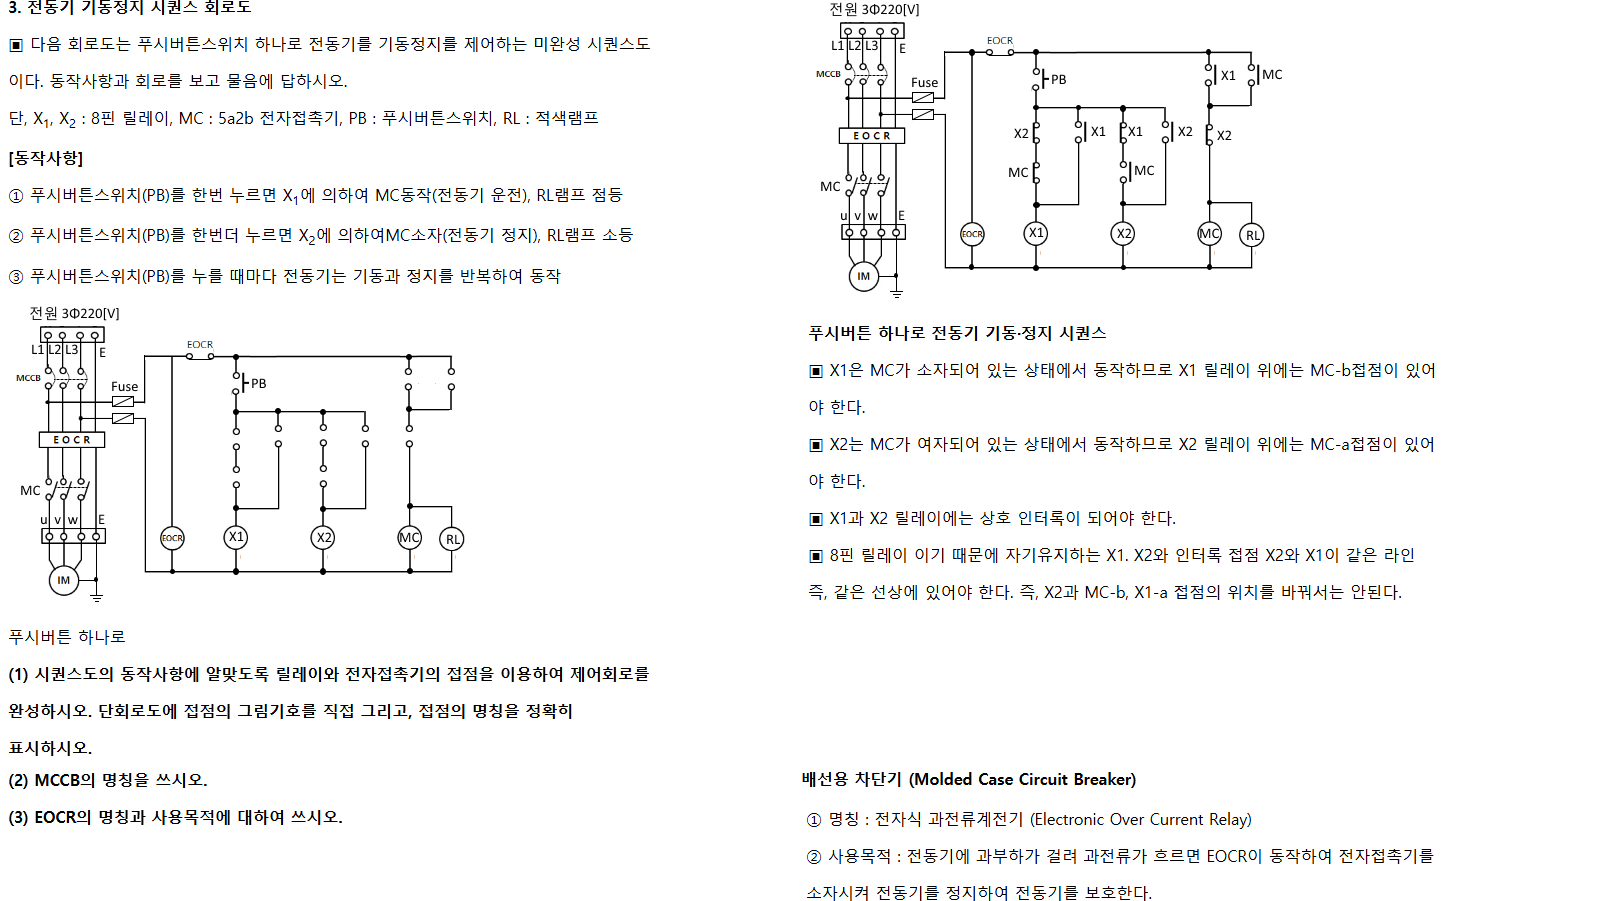 3. 전동기 기동정지 시퀀스 회로도
▣ 다음 회로도는 푸시버튼스위치 하나로 전동기를 기동정지를 제어하는 미완성 시퀀스도
이다. 동작사항과 회로를 보고 물음에 답하시오.
단, X1, X2 : 8핀 릴레이, MC : 5a2b 전자접촉기, PB : 푸시버튼스위치, RL : 적색램프
[동작사항]
① 푸시버튼스위치(PB)를 한번 누르면 X1에 의하여 MC동작(전동기 운전), RL램프 점등
② 푸시버튼스위치(PB)를 한번더 누르면 X2에 의하여MC소자(전동기 정지), RL램프 소등
③ 푸시버튼스위치(PB)를 누를 때마다 전동기는 기동과 정지를 반복하여 동작
전원 3Φ220[V]
L1 L2 L3 E
EOCR
MCCB
Fuse
PB
EOCR
MC
u v w E
EOCR X1 X2 MC RL
IM
푸시버튼 하나로
(1) 시퀀스도의 동작사항에 알맞도록 릴레이와 전자접촉기의 접점을 이용하여 제어회로를
완성하시오. 단회로도에 접점의 그림기호를 직접 그리고, 접점의 명칭을 정확히
표시하시오.
(2) MCCB의 명칭을 쓰시오.
(3) EOCR의 명칭과 사용목적에 대하여 쓰시오.
전원 3Φ220[V]
L1 L2 L3 E
EOCR
MCCB
Fuse
PB X1 MC
EOCR
X2 X1 X1 X2 X2
MC MC
MC
u v w E
EOCR X1 X2 MC RL
IM
푸시버튼 하나로 전동기 기동·정지 시퀀스
▣ X1은 MC가 소자되어 있는 상태에서 동작하므로 X1 릴레이 위에는 MC-b접점이 있어
야 한다.
▣ X2는 MC가 여자되어 있는 상태에서 동작하므로 X2 릴레이 위에는 MC-a접점이 있어
야 한다.
▣ X1과 X2 릴레이에는 상호 인터록이 되어야 한다.
▣ 8핀 릴레이 이기 때문에 자기유지하는 X1. X2와 인터록 접점 X2와 X1이 같은 라인
즉, 같은 선상에 있어야 한다. 즉, X2과 MC-b, X1-a 접점의 위치를 바꿔서는 안된다.
배선용 차단기 (Molded Case Circuit Breaker)
① 명칭 : 전자식 과전류계전기 (Electronic Over Current Relay)
② 사용목적 : 전동기에 과부하가 걸려 과전류가 흐르면 EOCR이 동작하여 전자접촉기를
소자시켜 전동기를 정지하여 전동기를 보호한다.